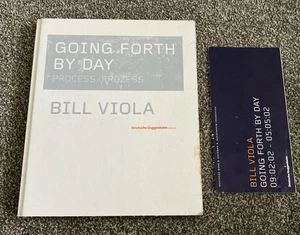 GOING FORTH
BY DAY
PROCESS PROZESS
BILL VIOLA
Deutsche Guggenheim
BILL VIOLA
GOING FORTH BY DAY
09:02:02 - 05:05:02